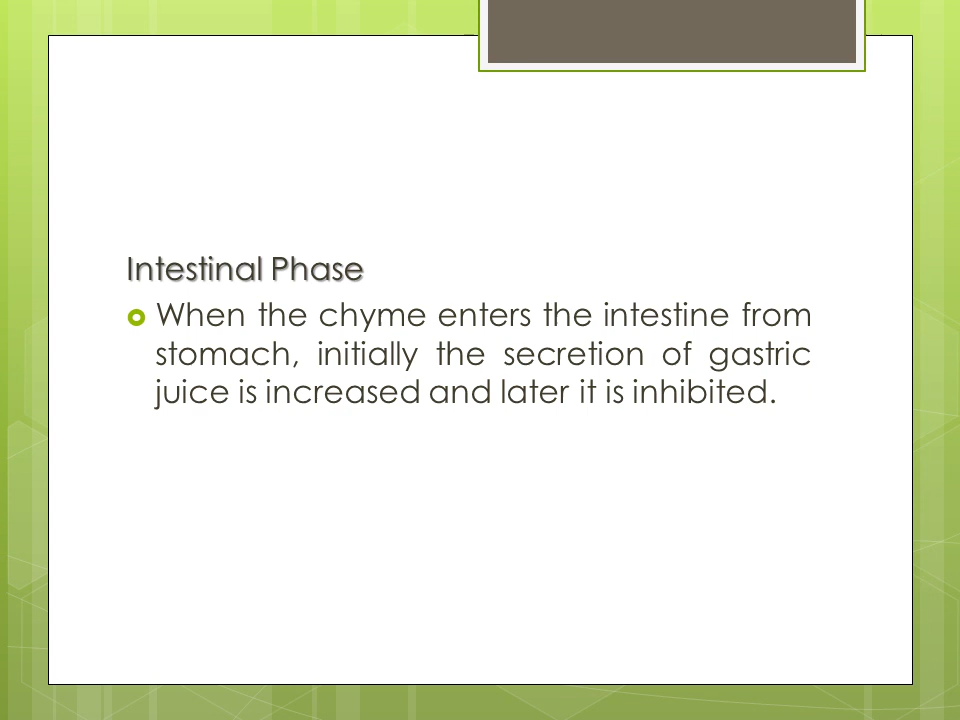 Intestinal Phase
When the chyme enters the intestine from
stomach, initially the secretion of gastric
juice is increased and later it is inhibited.